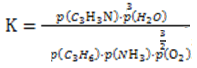 K = p(C₃H₃N)·p³(H₂O)
p(C₃H₆)·p(NH₃)·p^{3/2}(O₂)